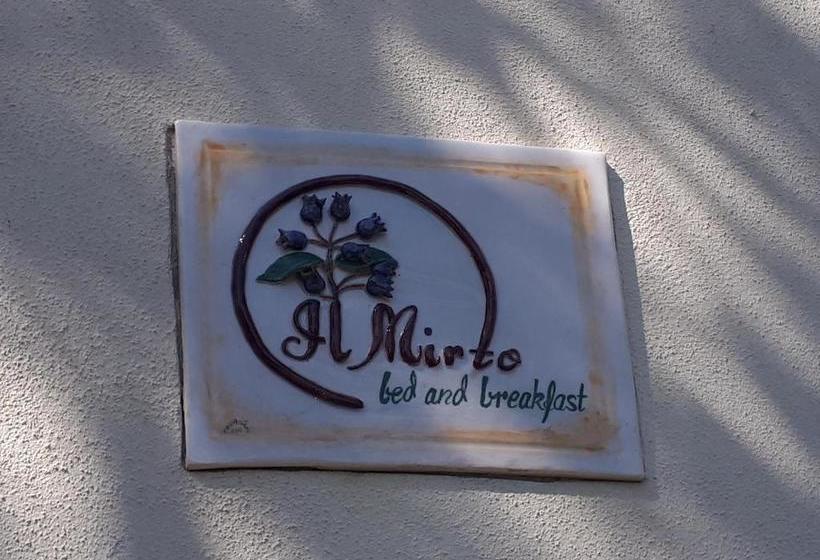 Il Mirto
bed and breakfast